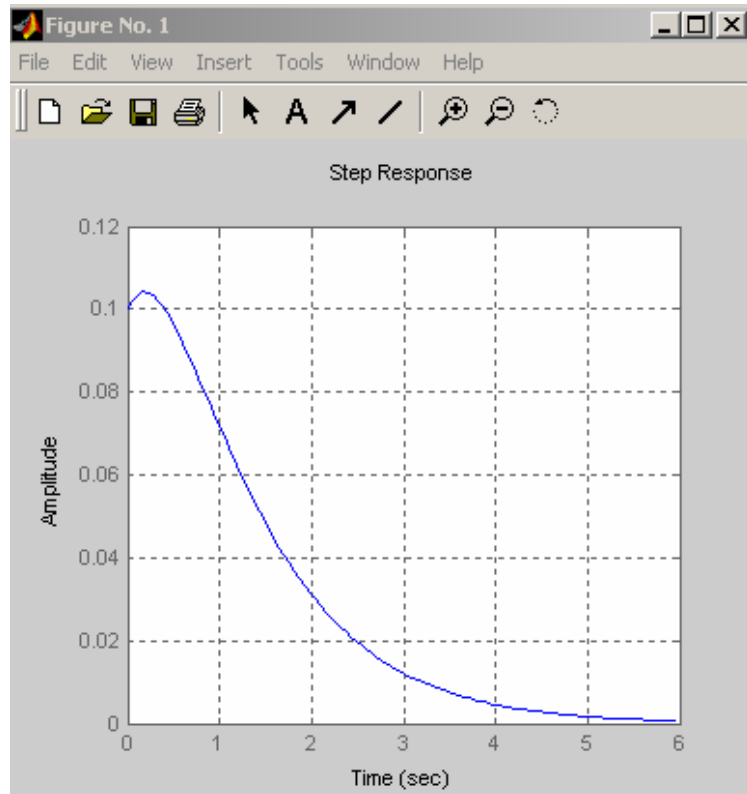 Figure No. 1
File Edit View Insert Tools Window Help
A
Step Response
0.12
0.1
0.08
0.06
0.04
0.02
0
Amplitude
0 1 2 3 4 5 6
Time (sec)